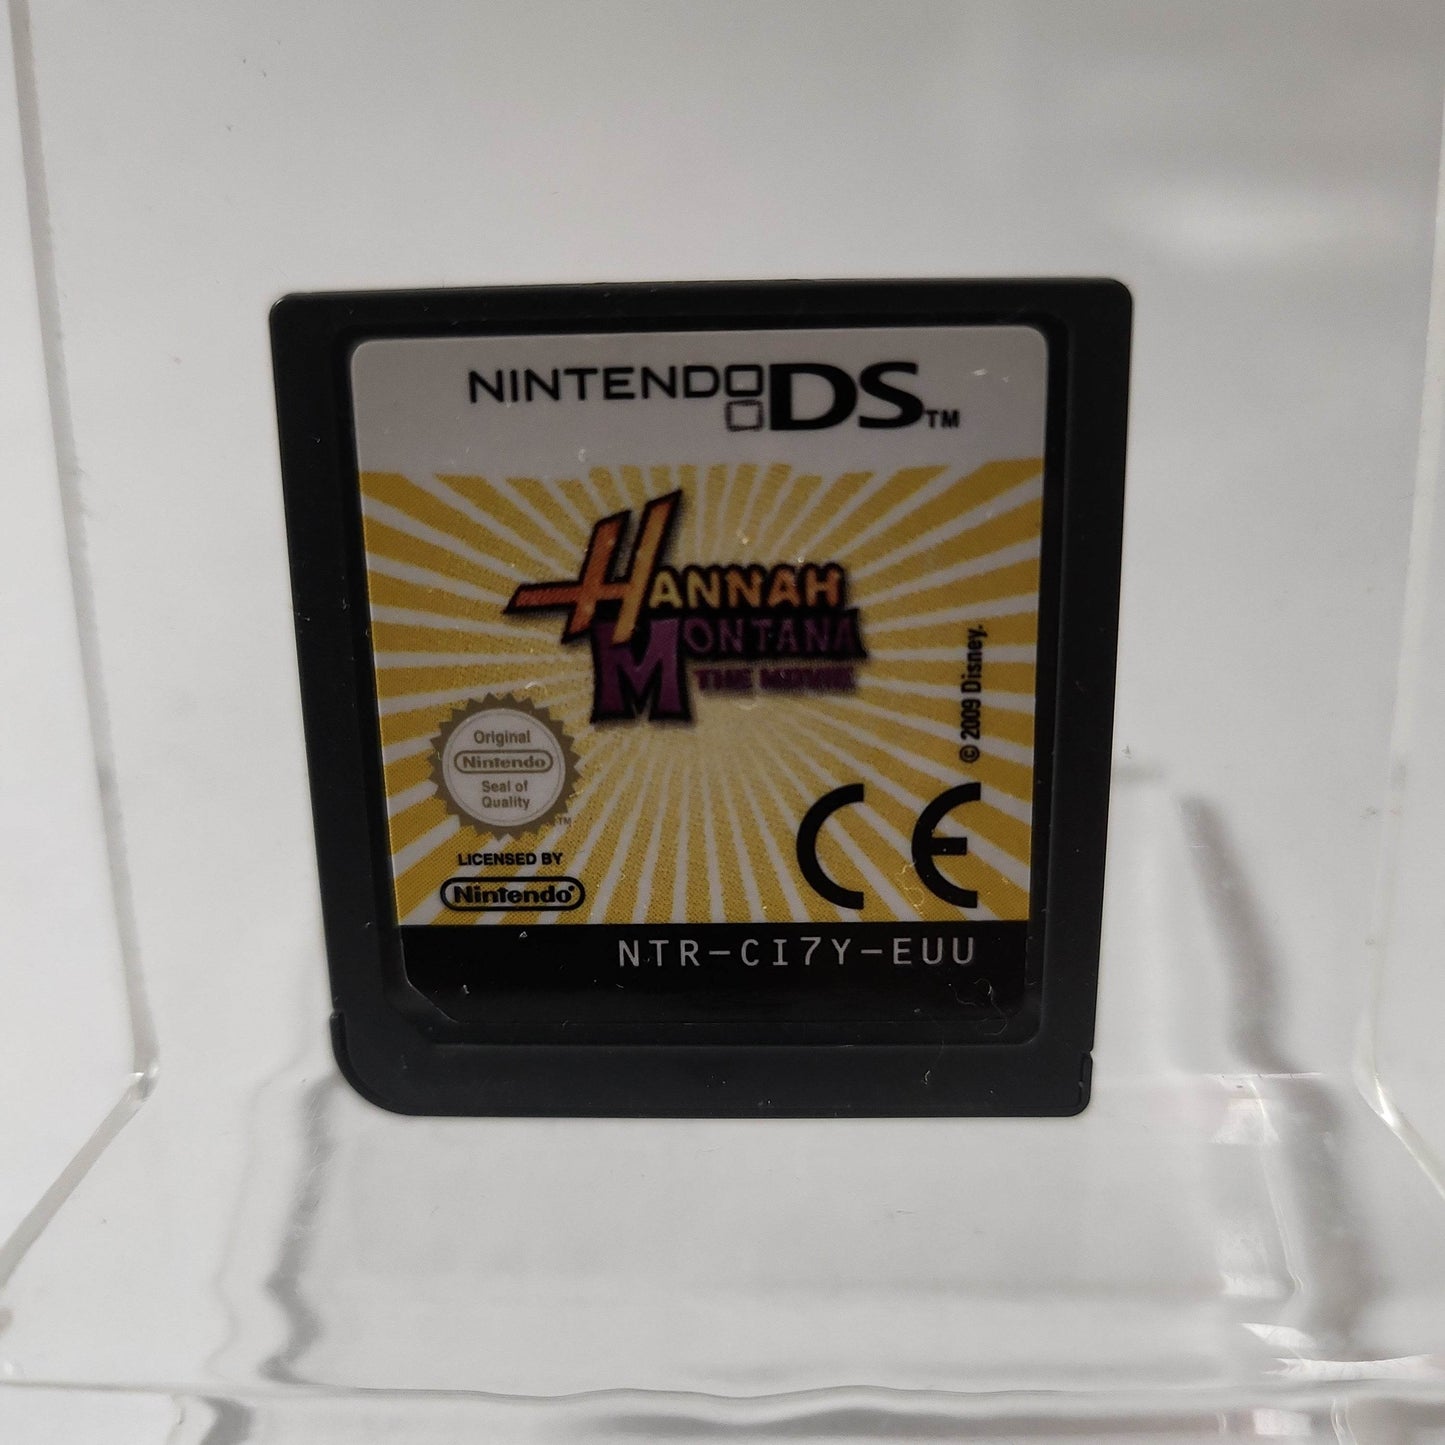 NINTENDO DS™
HANNAH
MONTANA
THE MOVIE
© 2009 Disney.
Original
Nintendo
Seal of
Quality
TM
LICENSED BY
Nintendo®
CE
NTR-CI7Y-EUU